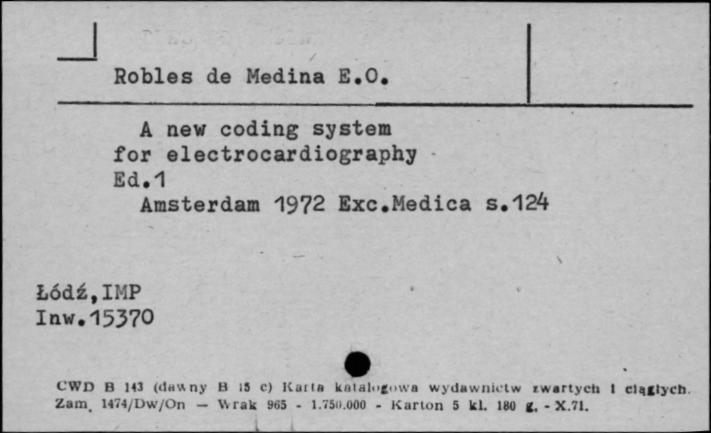 Robles de Medina E.O.
A new coding system
for electrocardiography
Ed.1
Amsterdam 1972 Exc.Medica s.124
Łódź,IMP
Inw.15370
CWD B 143 (dawny B 15 c) Karta katalogowa wydawnictw zwartych i ciągłych.
Zam. 1474/Dw/On — Wrak 965 - 1.750.000 - Karton 5 kl. 180 g. - X.71.